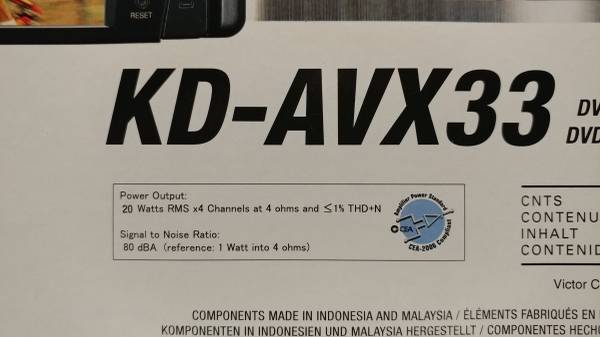 RESET
KD-AVX33
DV
DVD
Power Output:
20 Watts RMS x4 Channels at 4 ohms and ≤1% THD+N
Signal to Noise Ratio:
80 dBA (reference: 1 Watt into 4 ohms)
Amplifier Power Standard
CEA
CEA-2006 Compliant
CNTS
CONTENU
INHALT
CONTENID
Victor C
COMPONENTS MADE IN INDONESIA AND MALAYSIA / ÉLÉMENTS FABRIQUÉS EN
KOMPONENTEN IN INDONESIEN UND MALAYSIA HERGESTELLT / COMPONENTES HECHO